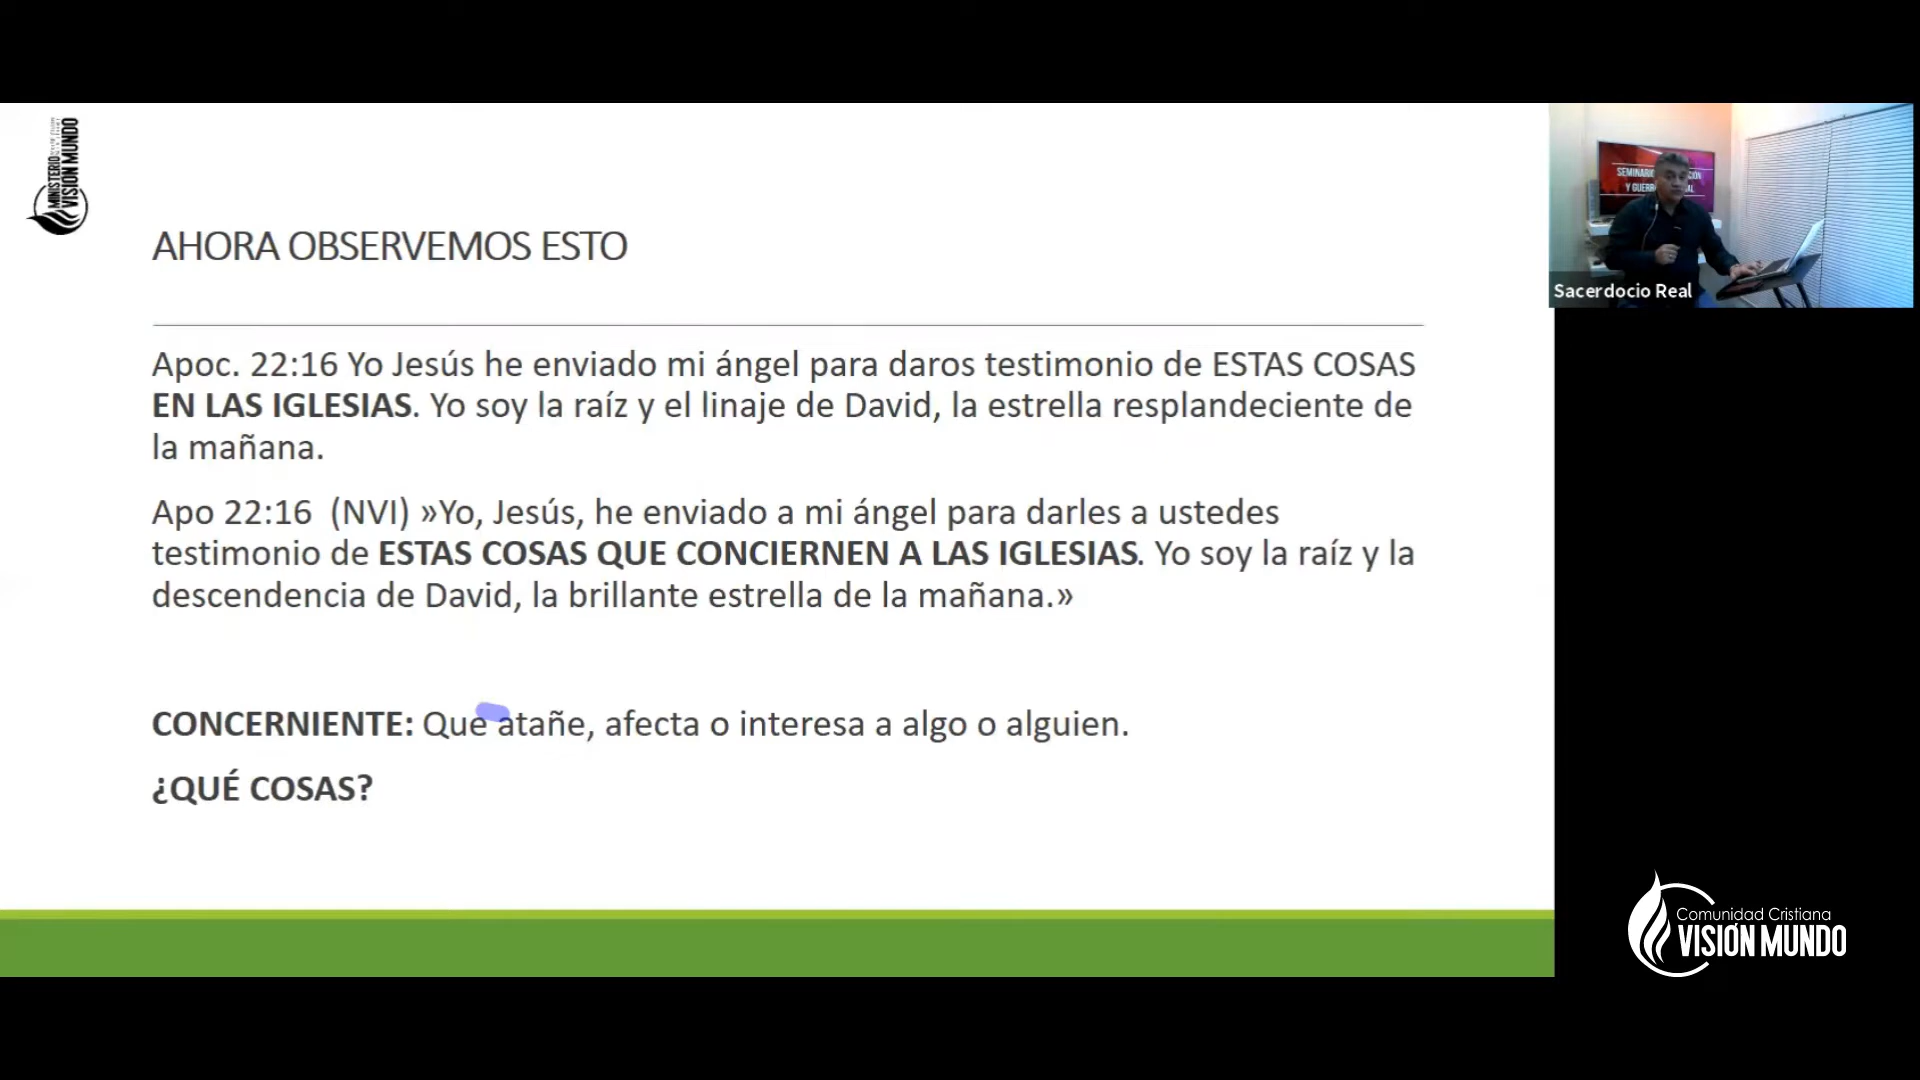 MINISTERIO
VISIÓN MUNDO
AHORA OBSERVEMOS ESTO
Apoc. 22:16 Yo Jesús he enviado mi ángel para daros testimonio de ESTAS COSAS
EN LAS IGLESIAS. Yo soy la raíz y el linaje de David, la estrella resplandeciente de
la mañana.
Apo 22:16 (NVI) »Yo, Jesús, he enviado a mi ángel para darles a ustedes
testimonio de ESTAS COSAS QUE CONCIERNEN A LAS IGLESIAS. Yo soy la raíz y la
descendencia de David, la brillante estrella de la mañana.»
CONCERNIENTE: Que atañe, afecta o interesa a algo o alguien.
¿QUÉ COSAS?
Sacerdocio Real
Comunidad Cristiana
VISIÓN MUNDO